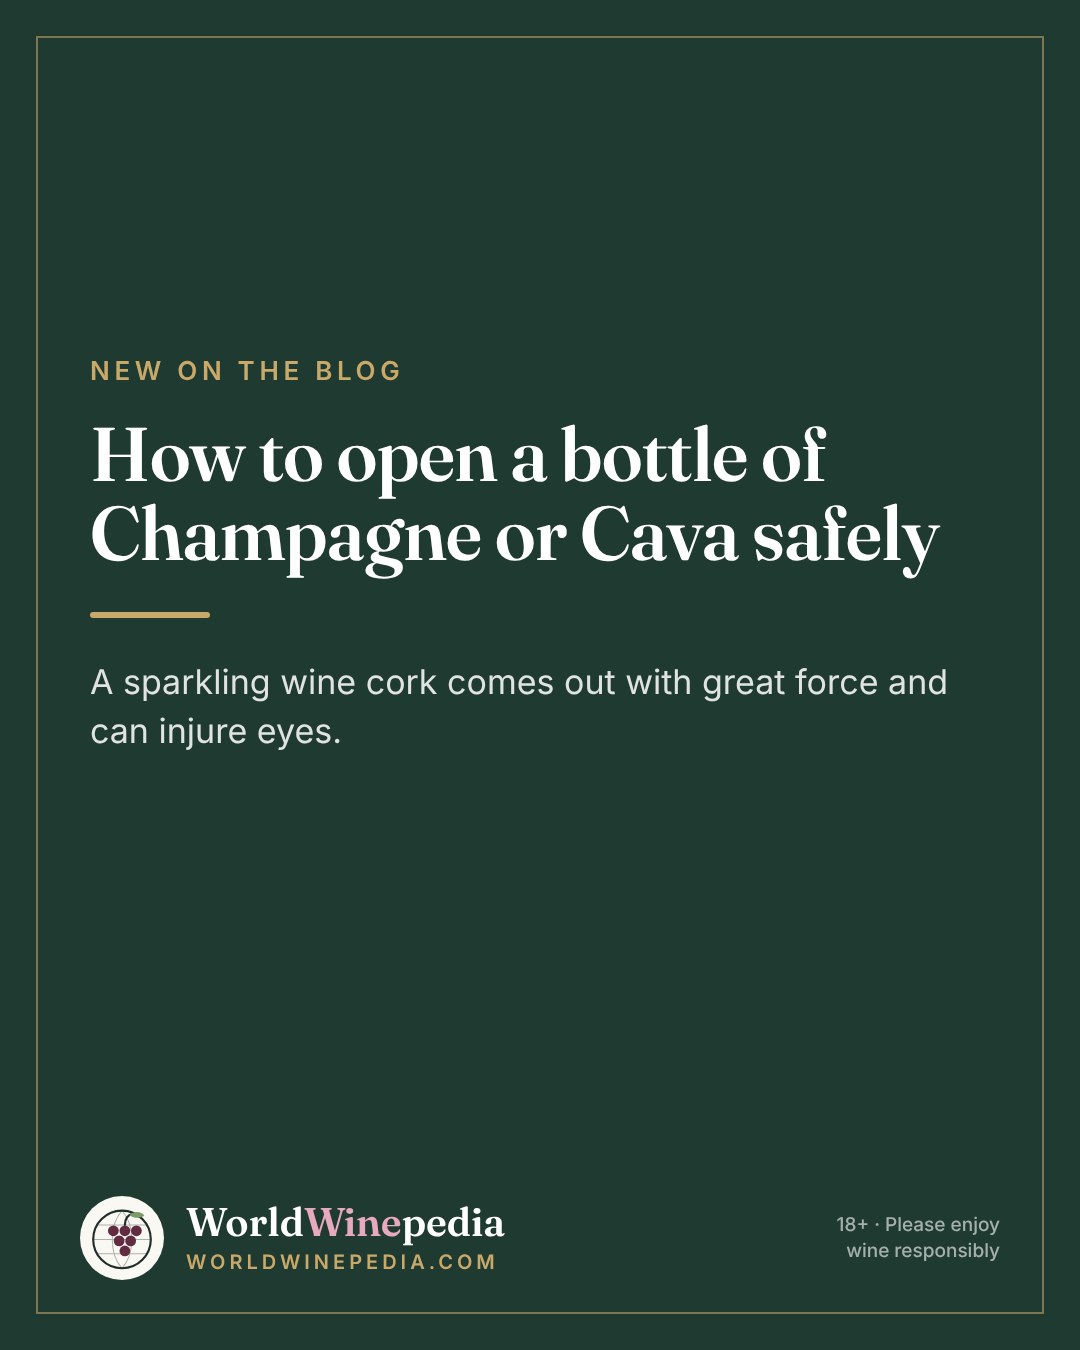 NEW ON THE BLOG
How to open a bottle of
Champagne or Cava safely
A sparkling wine cork comes out with great force and
can injure eyes.
WorldWinepedia
WORLDWINEPEDIA.COM
18+ · Please enjoy
wine responsibly